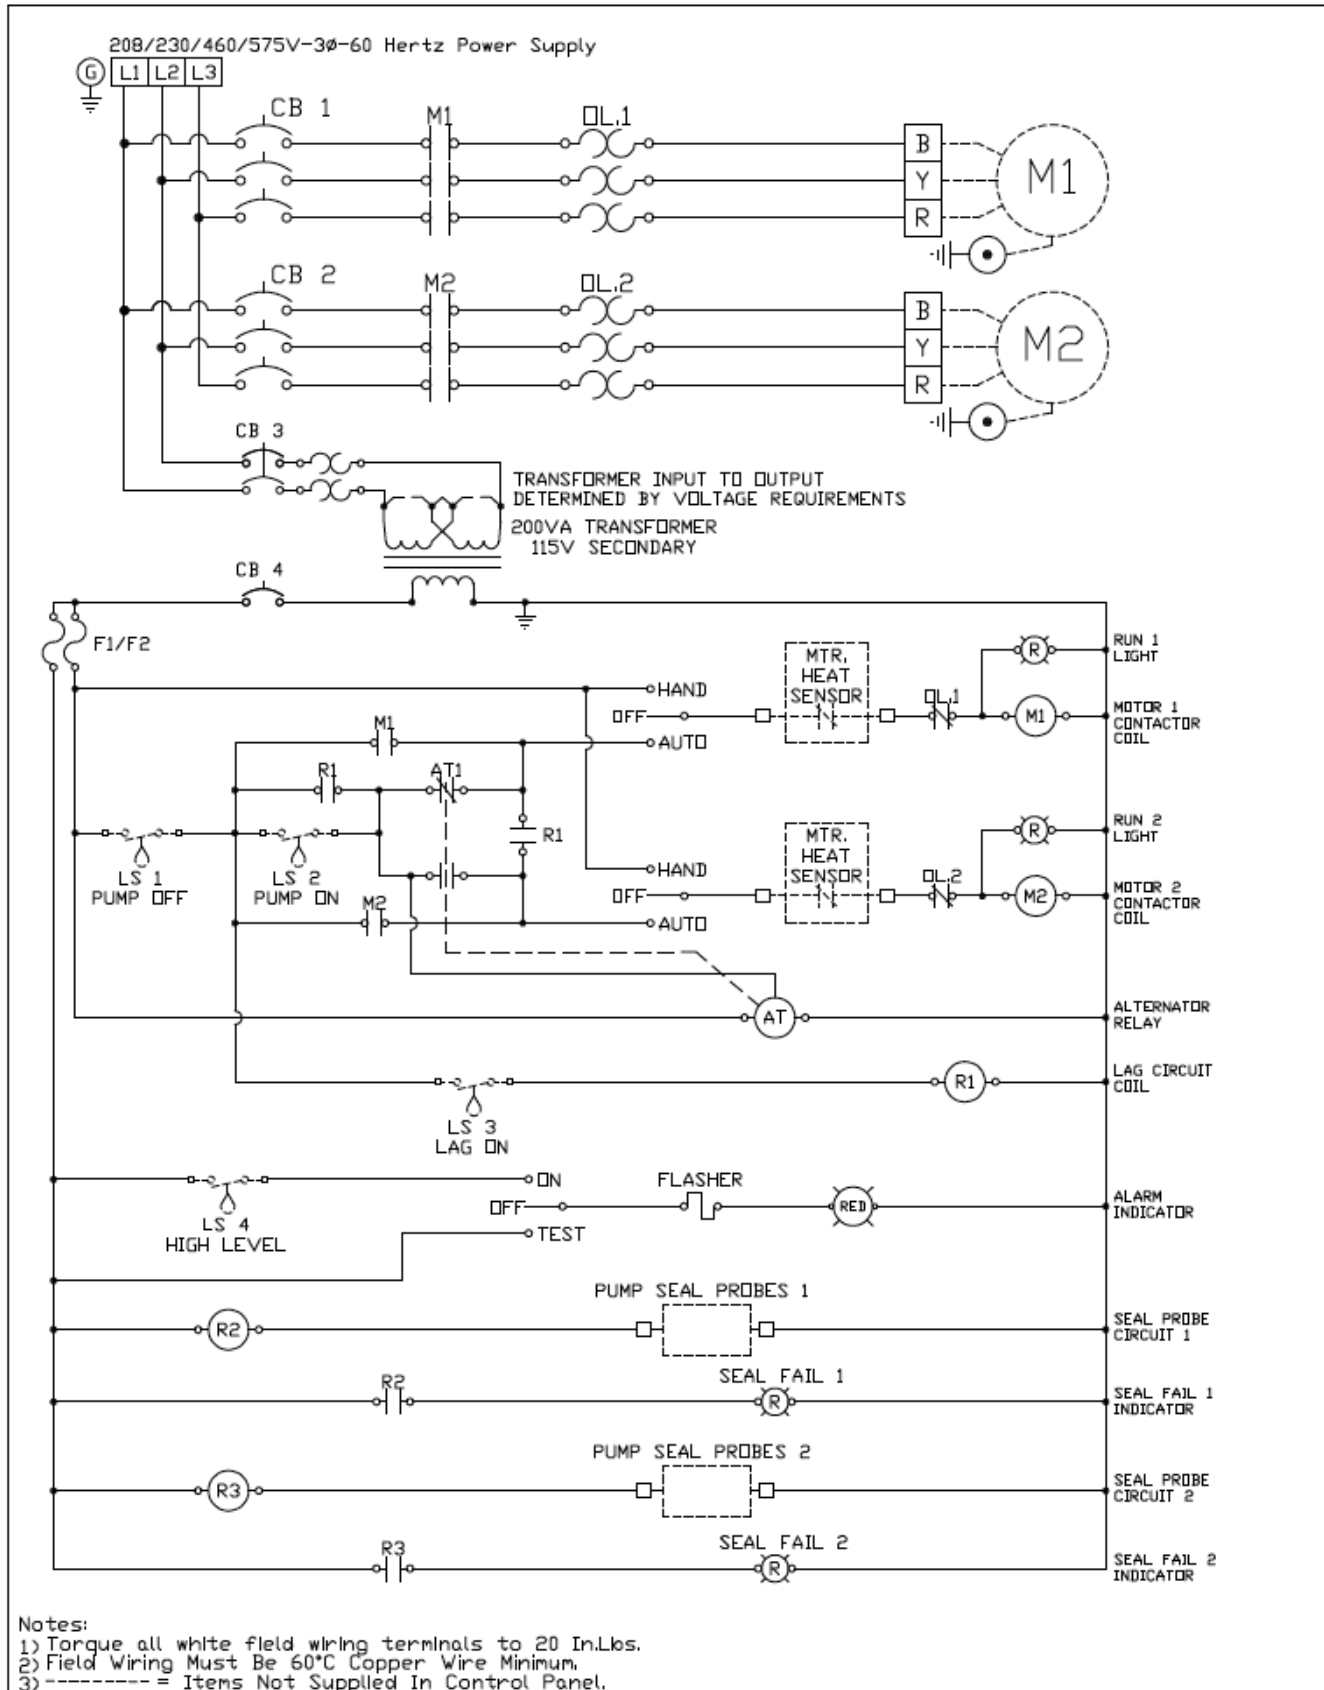 208/230/460/575V-3Ø-60 Hertz Power Supply
G L1 L2 L3
CB 1
M1
OL.1
B
Y
R
M1
CB 2
M2
OL.2
B
Y
R
M2
CB 3
TRANSFORMER INPUT TO OUTPUT
DETERMINED BY VOLTAGE REQUIREMENTS
200VA TRANSFORMER
115V SECONDARY
CB 4
F1/F2
HAND
OFF
AUTO
MTR.
HEAT
SENSOR
OL.1
R
RUN 1
LIGHT
M1
MOTOR 1
CONTACTOR
COIL
M1
R1
AT1
R1
LS 1
PUMP OFF
LS 2
PUMP ON
M2
HAND
OFF
AUTO
MTR.
HEAT
SENSOR
OL.2
R
RUN 2
LIGHT
M2
MOTOR 2
CONTACTOR
COIL
AT
ALTERNATOR
RELAY
LS 3
LAG ON
R1
LAG CIRCUIT
COIL
LS 4
HIGH LEVEL
ON
OFF
TEST
FLASHER
RED
ALARM
INDICATOR
PUMP SEAL PROBES 1
R2
SEAL PROBE
CIRCUIT 1
R2
SEAL FAIL 1
R
SEAL FAIL 1
INDICATOR
PUMP SEAL PROBES 2
R3
SEAL PROBE
CIRCUIT 2
R3
SEAL FAIL 2
R
SEAL FAIL 2
INDICATOR
Notes:
1) Torque all white field wiring terminals to 20 In.Lbs.
2) Field Wiring Must Be 60°C Copper Wire Minimum.
3) --------- = Items Not Supplied In Control Panel.